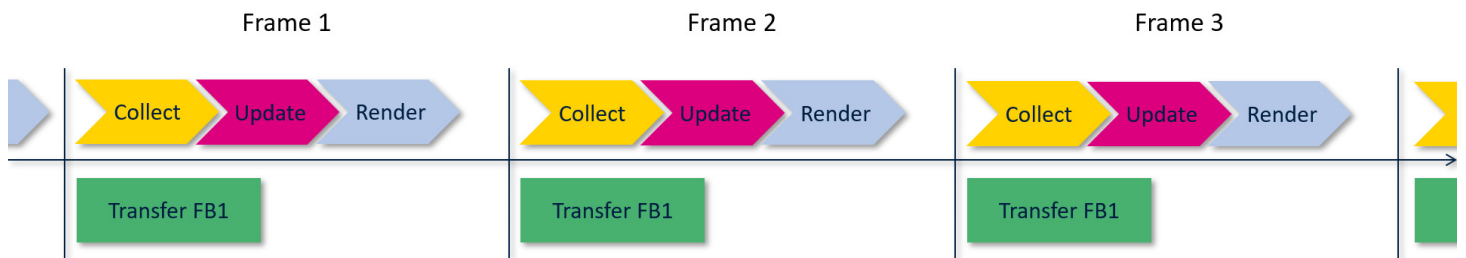 Frame 1
Frame 2
Frame 3
Collect
Update
Render
Collect
Update
Render
Collect
Update
Render
Transfer FB1
Transfer FB1
Transfer FB1